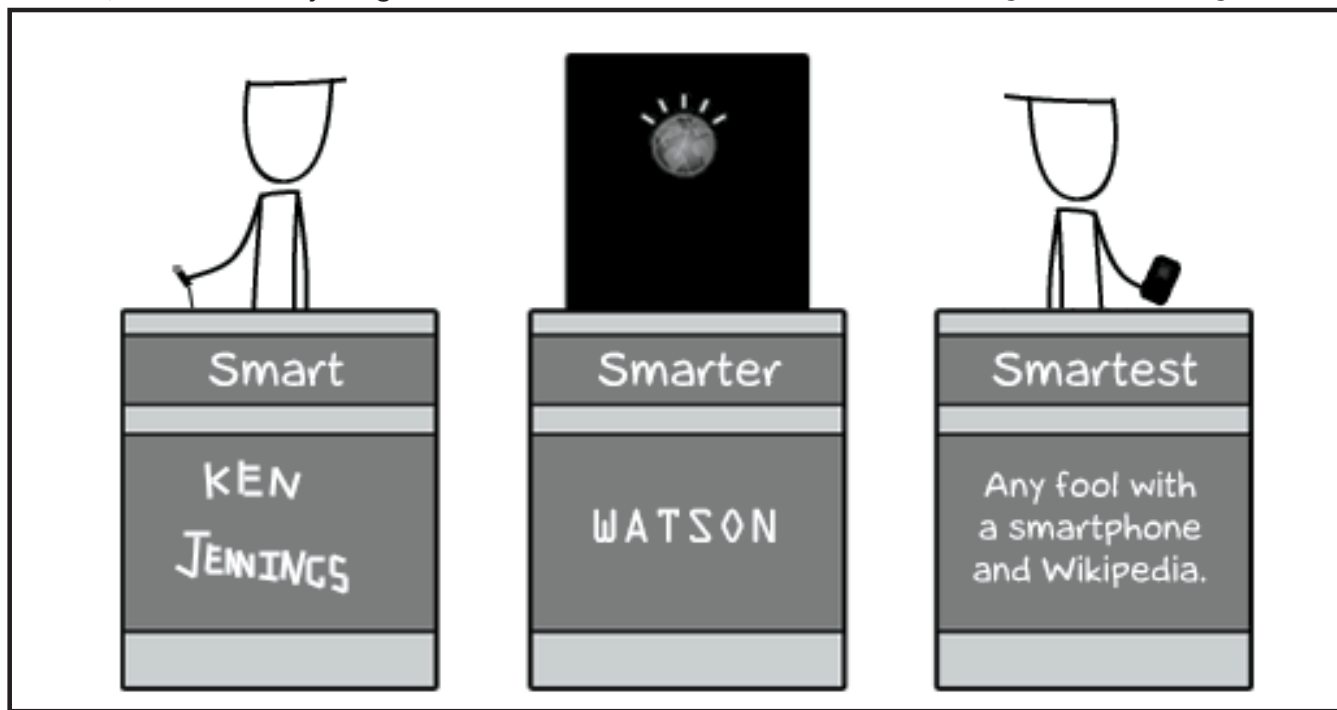 Smart
KEN
JENNINGS
Smarter
WATSON
Smartest
Any fool with
a smartphone
and Wikipedia.